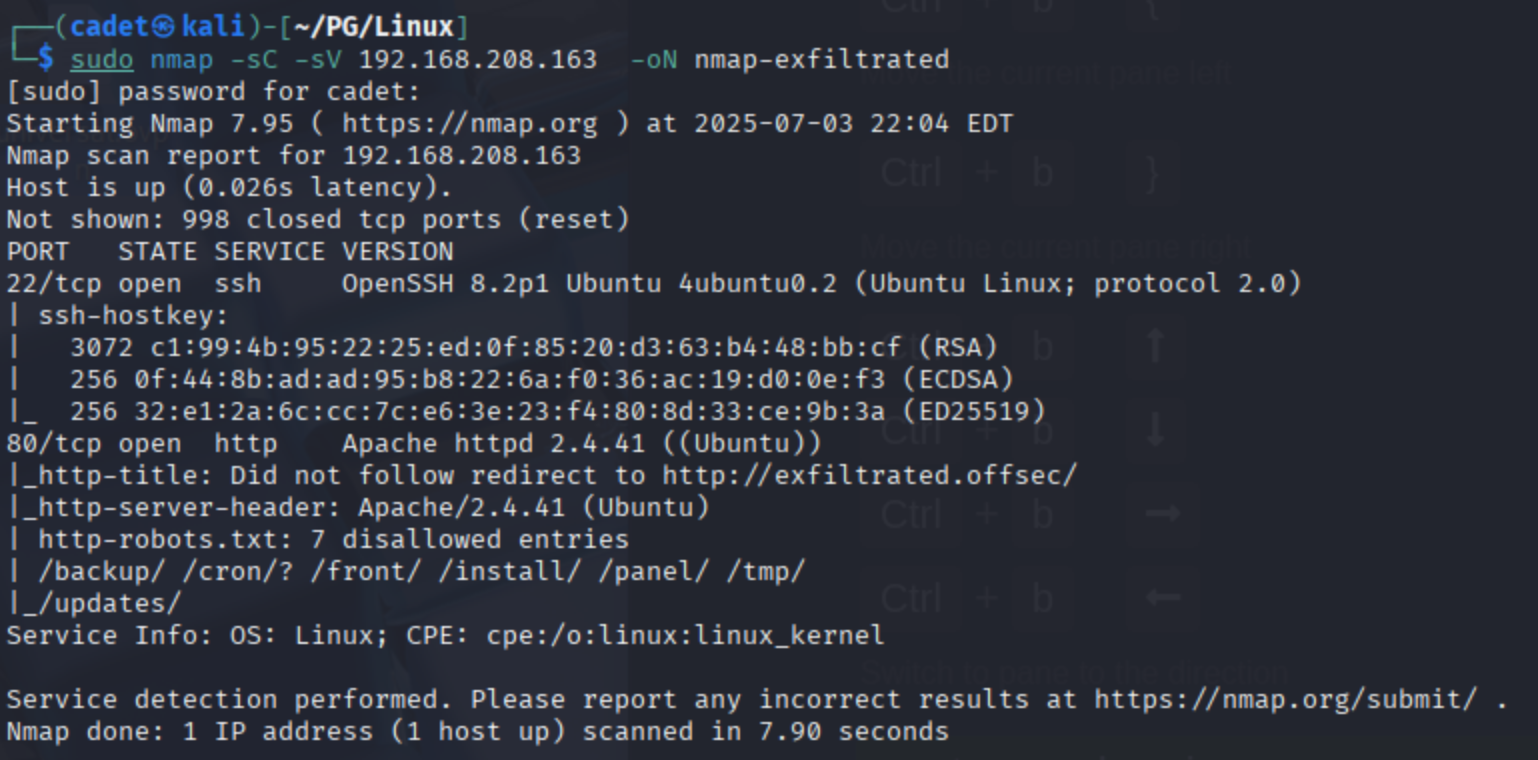 ┌──(cadet㉿kali)-[~/PG/Linux]
└─$ sudo nmap -sC -sV 192.168.208.163  -oN nmap-exfiltrated
[sudo] password for cadet:
Starting Nmap 7.95 ( https://nmap.org ) at 2025-07-03 22:04 EDT
Nmap scan report for 192.168.208.163
Host is up (0.026s latency).
Not shown: 998 closed tcp ports (reset)
PORT   STATE SERVICE VERSION
22/tcp open  ssh     OpenSSH 8.2p1 Ubuntu 4ubuntu0.2 (Ubuntu Linux; protocol 2.0)
| ssh-hostkey:
|   3072 c1:99:4b:95:22:25:ed:0f:85:20:d3:63:b4:48:bb:cf (RSA)
|   256 0f:44:8b:ad:ad:95:b8:22:6a:f0:36:ac:19:d0:0e:f3 (ECDSA)
|_  256 32:e1:2a:6c:cc:7c:e6:3e:23:f4:80:8d:33:ce:9b:3a (ED25519)
80/tcp open  http    Apache httpd 2.4.41 ((Ubuntu))
|_http-title: Did not follow redirect to http://exfiltrated.offsec/
|_http-server-header: Apache/2.4.41 (Ubuntu)
| http-robots.txt: 7 disallowed entries
| /backup/ /cron/? /front/ /install/ /panel/ /tmp/
|_/updates/
Service Info: OS: Linux; CPE: cpe:/o:linux:linux_kernel
Service detection performed. Please report any incorrect results at https://nmap.org/submit/ .
Nmap done: 1 IP address (1 host up) scanned in 7.90 seconds
Ctrl + b {
Move the current pane left
Ctrl + b }
Move the current pane right
Ctrl + b ↑
Ctrl + b ↓
Ctrl + b →
Ctrl + b ←
Switch to pane to the direction